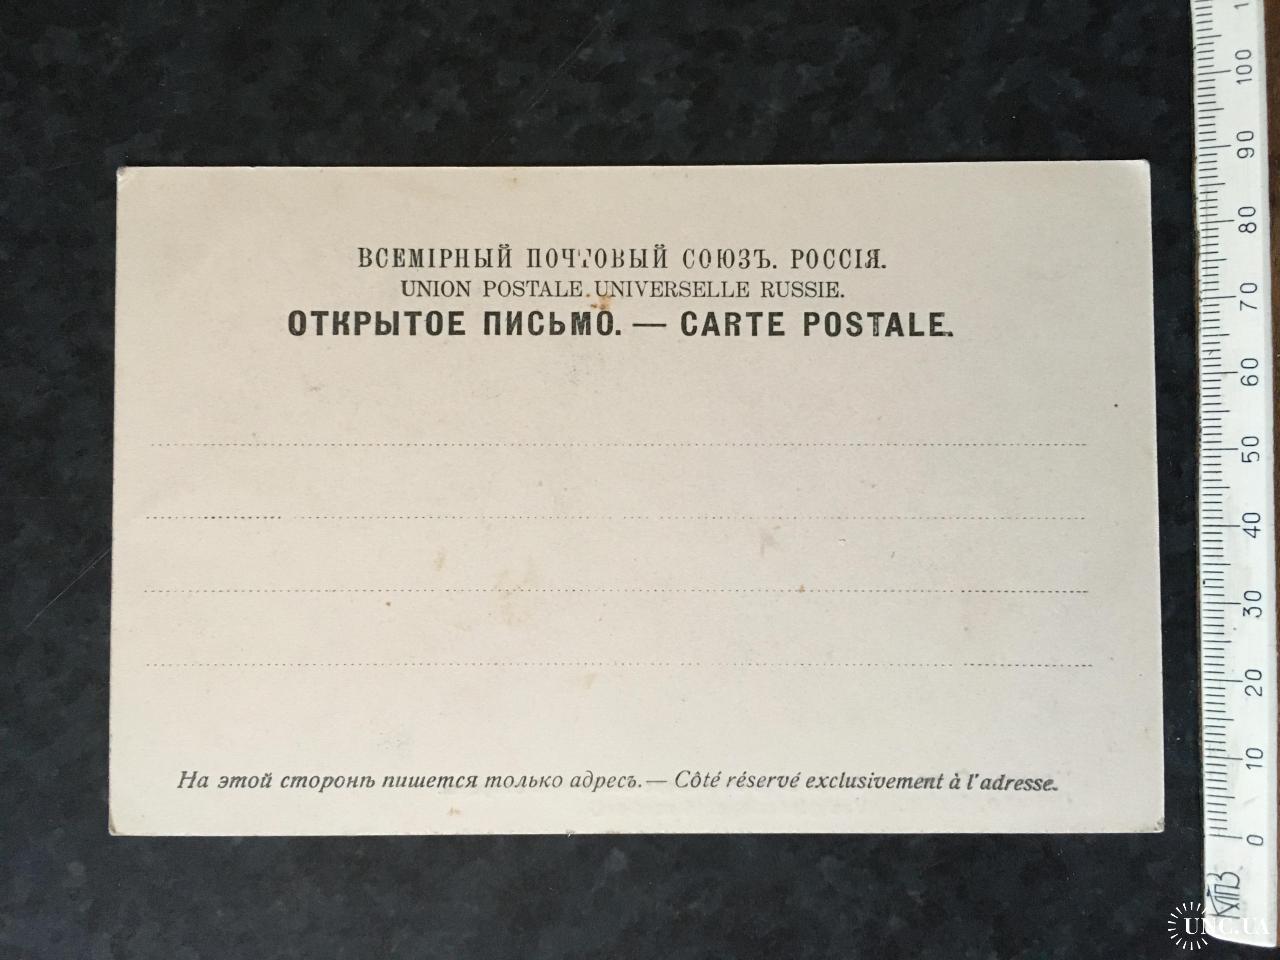 ВСЕМІРНЫЙ ПОЧТОВЫЙ СОЮЗЪ. РОССІЯ.
UNION POSTALE UNIVERSELLE RUSSIE.
ОТКРЫТОЕ ПИСЬМО. — CARTE POSTALE.
На этой сторонѣ пишется только адресъ. — Côté réservé exclusivement à l'adresse.
100
90
80
70
60
50
40
30
20
10
0
UNC.UA